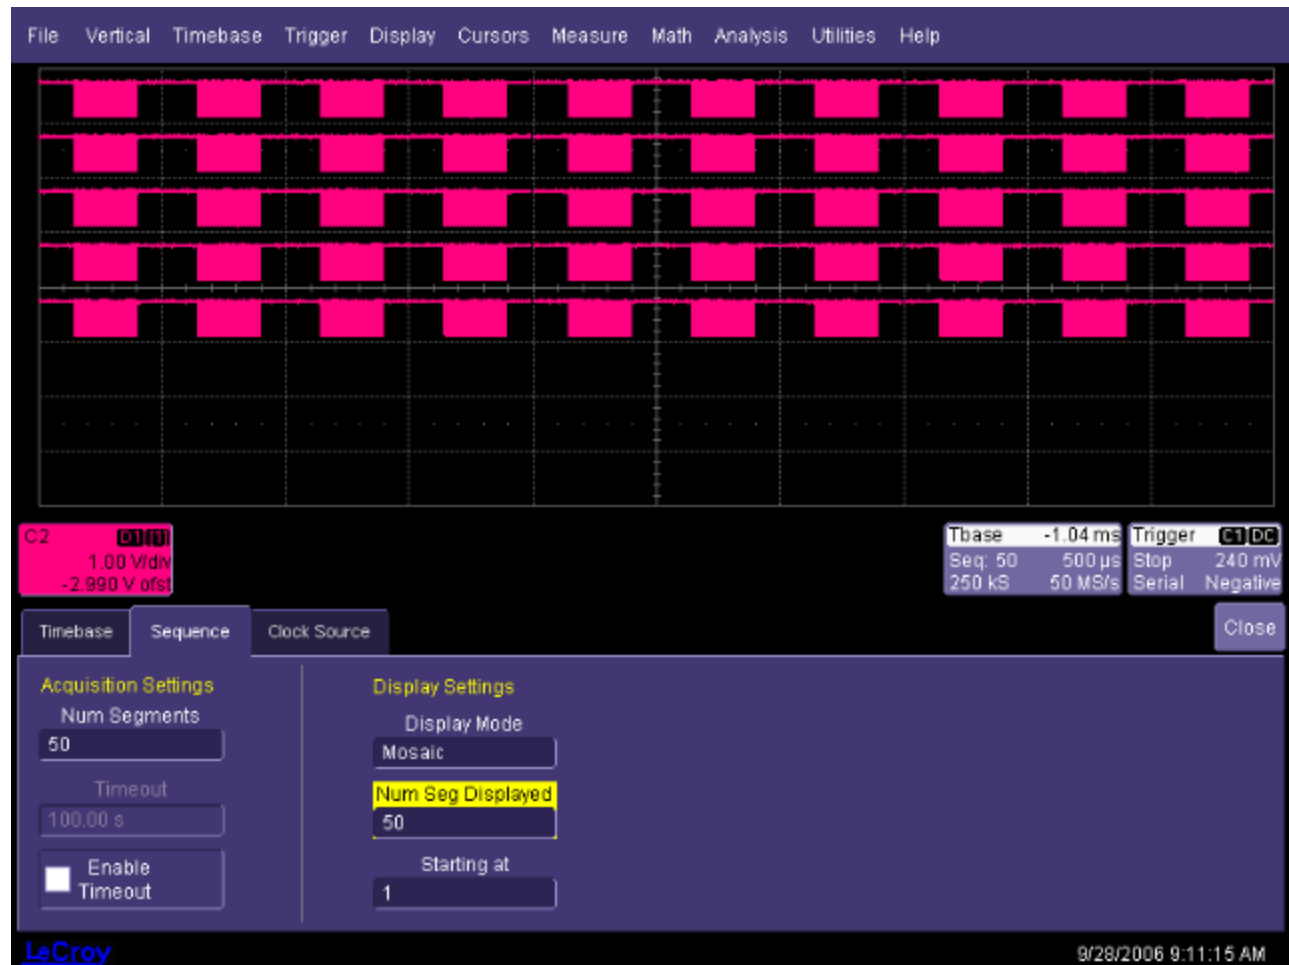 File Vertical Timebase Trigger Display Cursors Measure Math Analysis Utilities Help
C2 D1
1.00 V/div
-2.990 V ofst
Tbase -1.04 ms
Seq: 50 500 µs
250 kS 50 MS/s
Trigger C1 DC
Stop 240 mV
Serial Negative
Timebase Sequence Clock Source Close
Acquisition Settings
Num Segments
50
Timeout
100.00 s
Enable
Timeout
Display Settings
Display Mode
Mosaic
Num Seg Displayed
50
Starting at
1
LeCroy
9/28/2006 9:11:15 AM